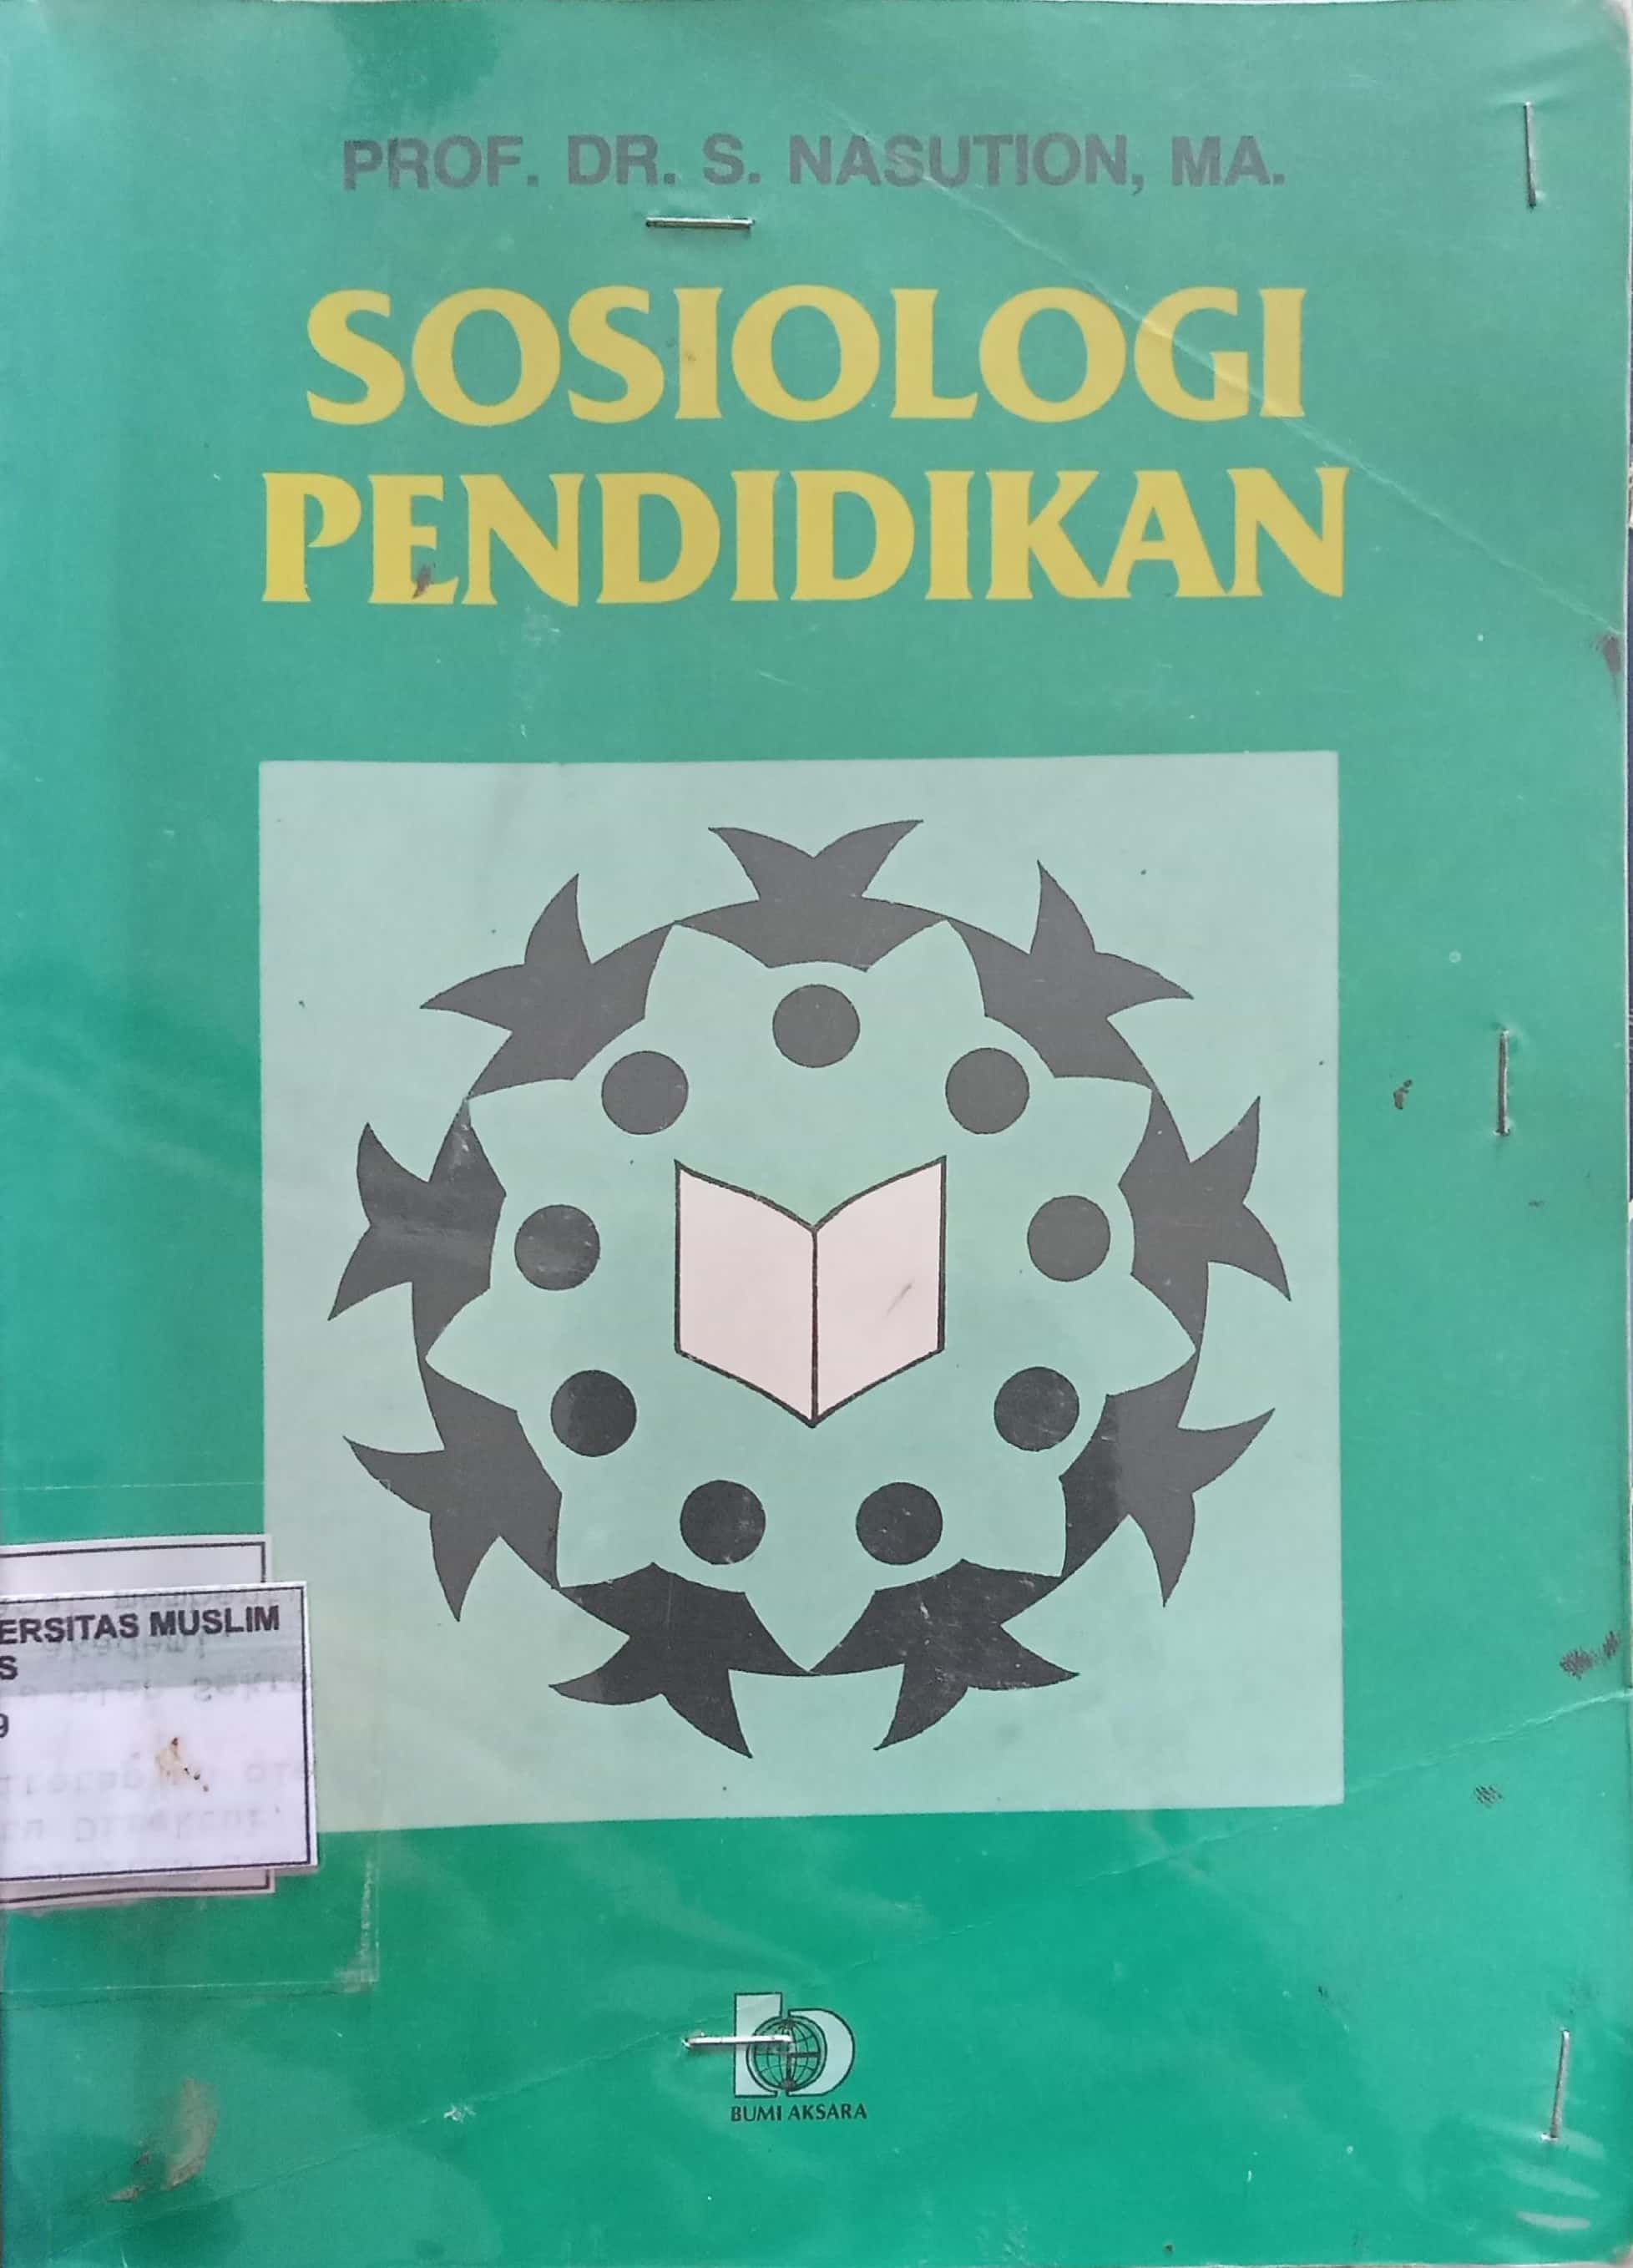 PROF. DR. S. NASUTION, MA.
SOSIOLOGI
PENDIDIKAN
ERSITAS MUSLIM
S
9
BUMI AKSARA